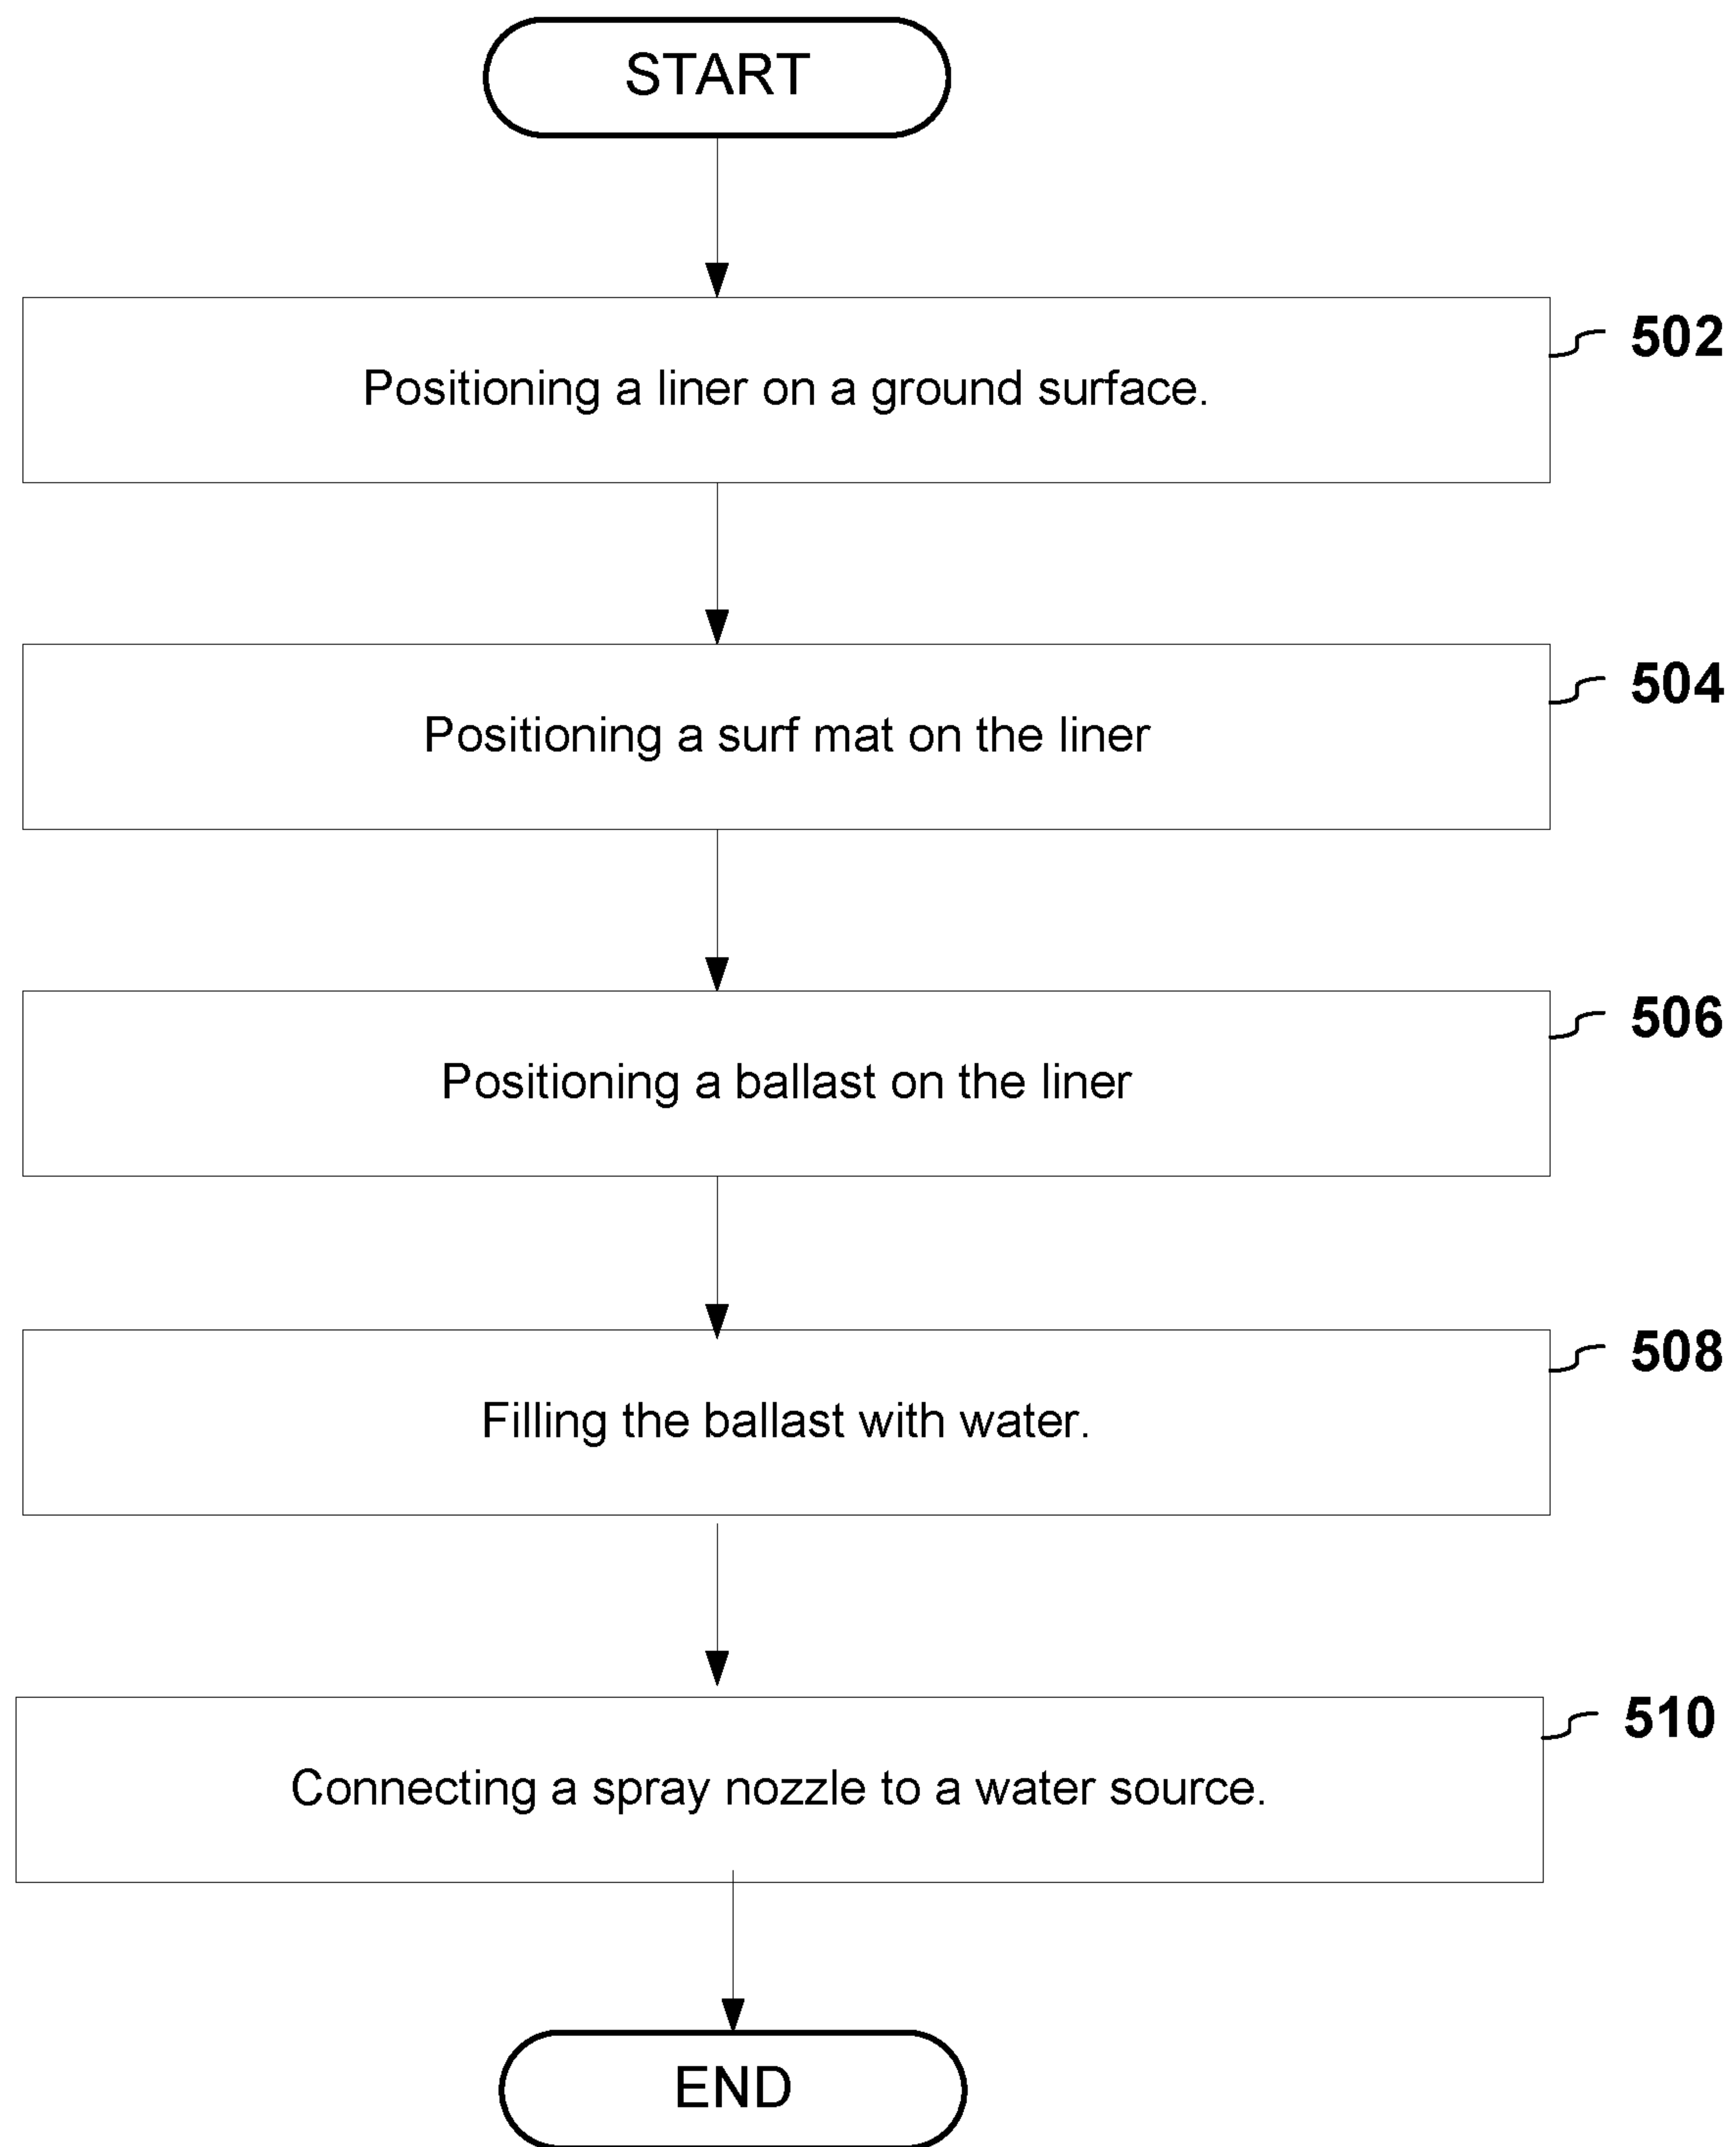 START
502
Positioning a liner on a ground surface.
504
Positioning a surf mat on the liner
506
Positioning a ballast on the liner
508
Filling the ballast with water.
510
Connecting a spray nozzle to a water source.
END